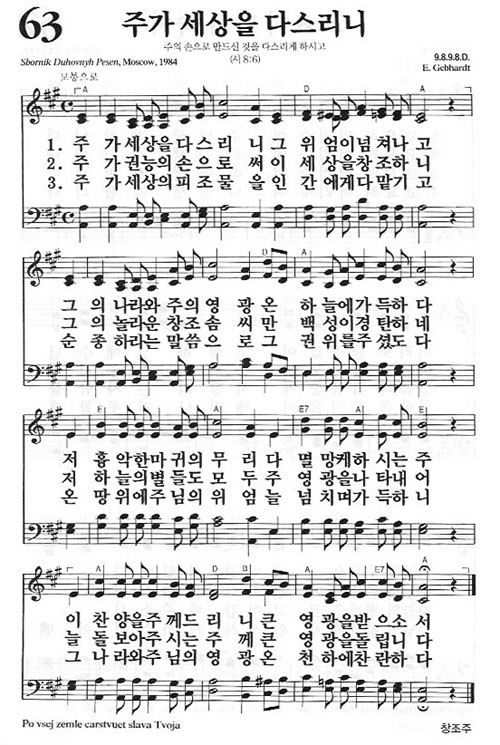 63
주가 세상을 다스리니
주의 손으로 만드신 것을 다스리게 하시고
(시 8:6)
Sbornik Duhovnyh Pesen, Moscow, 1984
9.8.9.8.D.
E. Gebhardt
보통으로
A D A
1. 주 가세상을다스 리 니그 위 엄이넘 쳐나 고
2. 주 가권능의손으 로 써이 세 상을창 조하 니
3. 주 가세상의피조 물 을인 간 에게다 맡기 고
D A
그 의나라와주의영 광온 하 늘에가 득하 다
그 의놀라운창조솜 씨만 백 성이경 탄하 네
순 종하라는말씀으 로그 권 위를주 셨도 다
E A E7 A E
저 흉악한마귀의무 리다 멸 망케하 시는 주
저 하늘의별들도모 두주 영 광을나 타내 어
온 땅위에주님의위 엄늘 넘 치며가 득하 니
A D A E7 A
이 찬양을주께드리 니큰 영 광을받 으소 서
늘 돌보아주시는주 께큰 영 광을돌 립니 다
그 나라와주님의영 광온 천 하에찬 란하 다
Po vsej zemle carstvuet slava Tvoja
창조주